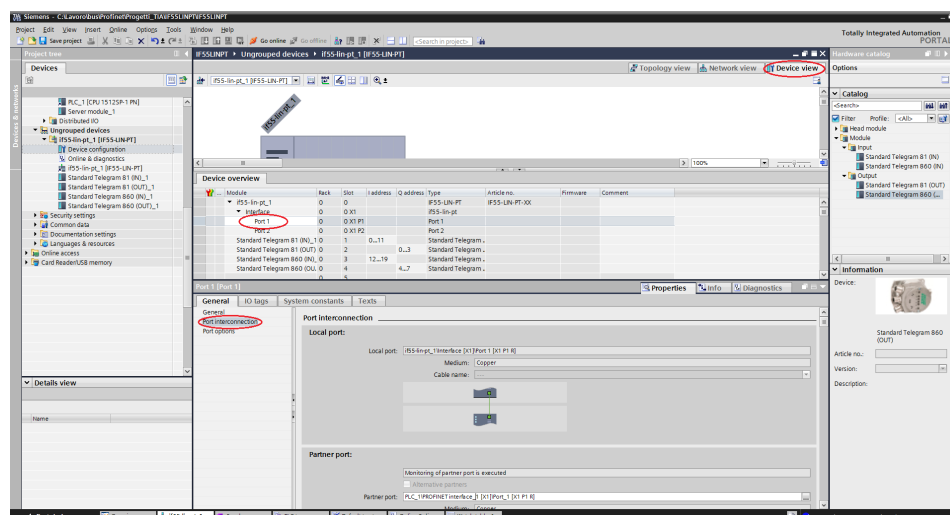 Siemens - C:\Lavoro\bus\Profinet\Progetti_TIA\IF55LINPT\IF55LINPT
Project Edit View Insert Online Options Tools Window Help
Totally Integrated Automation
PORTAL
Save project
Go online
Go offline
<Search in project>
Project tree
IF55LINPT › Ungrouped devices › if55-lin-pt_1 [IF55-LIN-PT]
Hardware catalog
Devices
Topology view
Network view
Device view
Options
if55-lin-pt_1 [IF55-LIN-PT]
Devices & networks
PLC_1 [CPU 1512SP-1 PN]
Server module_1
Distributed I/O
Ungrouped devices
if55-lin-pt_1 [IF55-LIN-PT]
Device configuration
Online & diagnostics
if55-lin-pt_1 [IF55-LIN-PT]
Standard Telegram 81 (IN)_1
Standard Telegram 81 (OUT)_1
Standard Telegram 860 (IN)_1
Standard Telegram 860 (OUT)_1
Security settings
Common data
Documentation settings
Languages & resources
Online access
Card Reader/USB memory
if55-lin-pt_1
100%
Catalog
<Search>
Filter Profile: <All>
Head module
Module
Input
Standard Telegram 81 (IN)
Standard Telegram 860 (IN)
Output
Standard Telegram 81 (OUT)
Standard Telegram 860 (...
Device overview
... Module Rack Slot I address Q address Type Article no. Firmware Comment
if55-lin-pt_1 0 0 IF55-LIN-PT IF55-LIN-PT-XX
Interface 0 0 X1 if55-lin-pt
Port 1 0 0 X1 P1 Port 1
Port 2 0 0 X1 P2 Port 2
Standard Telegram 81 (IN)_1 0 1 0...11 Standard Telegram ..
Standard Telegram 81 (OUT) 0 2 0...3 Standard Telegram ..
Standard Telegram 860 (IN)_ 0 3 12...19 Standard Telegram ..
Standard Telegram 860 (OU.. 0 4 4...7 Standard Telegram ..
0 5
Port 1 [Port 1]
Properties
Info
Diagnostics
General IO tags System constants Texts
General
Port interconnection
Port options
Port interconnection
Local port:
Local port: if55-lin-pt_1\Interface [X1]\Port 1 [X1 P1 R]
Medium: Copper
Cable name: ---
Partner port:
Monitoring of partner port is executed
Alternative partners
Partner port: PLC_1\PROFINET interface_1 [X1]\Port_1 [X1 P1 R]
Medium: Copper
Information
Device:
Standard Telegram 860
(OUT)
Article no.:
Version:
Description:
Details view
Name